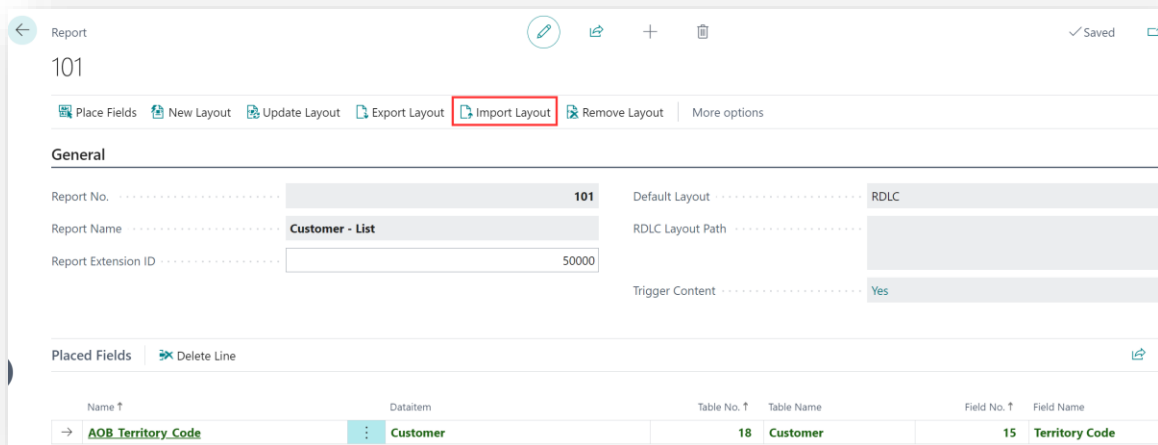 Report
Saved
101
Place Fields New Layout Update Layout Export Layout Import Layout Remove Layout More options
General
Report No. 101 Default Layout RDLC
Report Name Customer - List RDLC Layout Path
Report Extension ID 50000
Trigger Content Yes
Placed Fields Delete Line
Name Dataitem Table No. Table Name Field No. Field Name
AOB_Territory_Code Customer 18 Customer 15 Territory Code